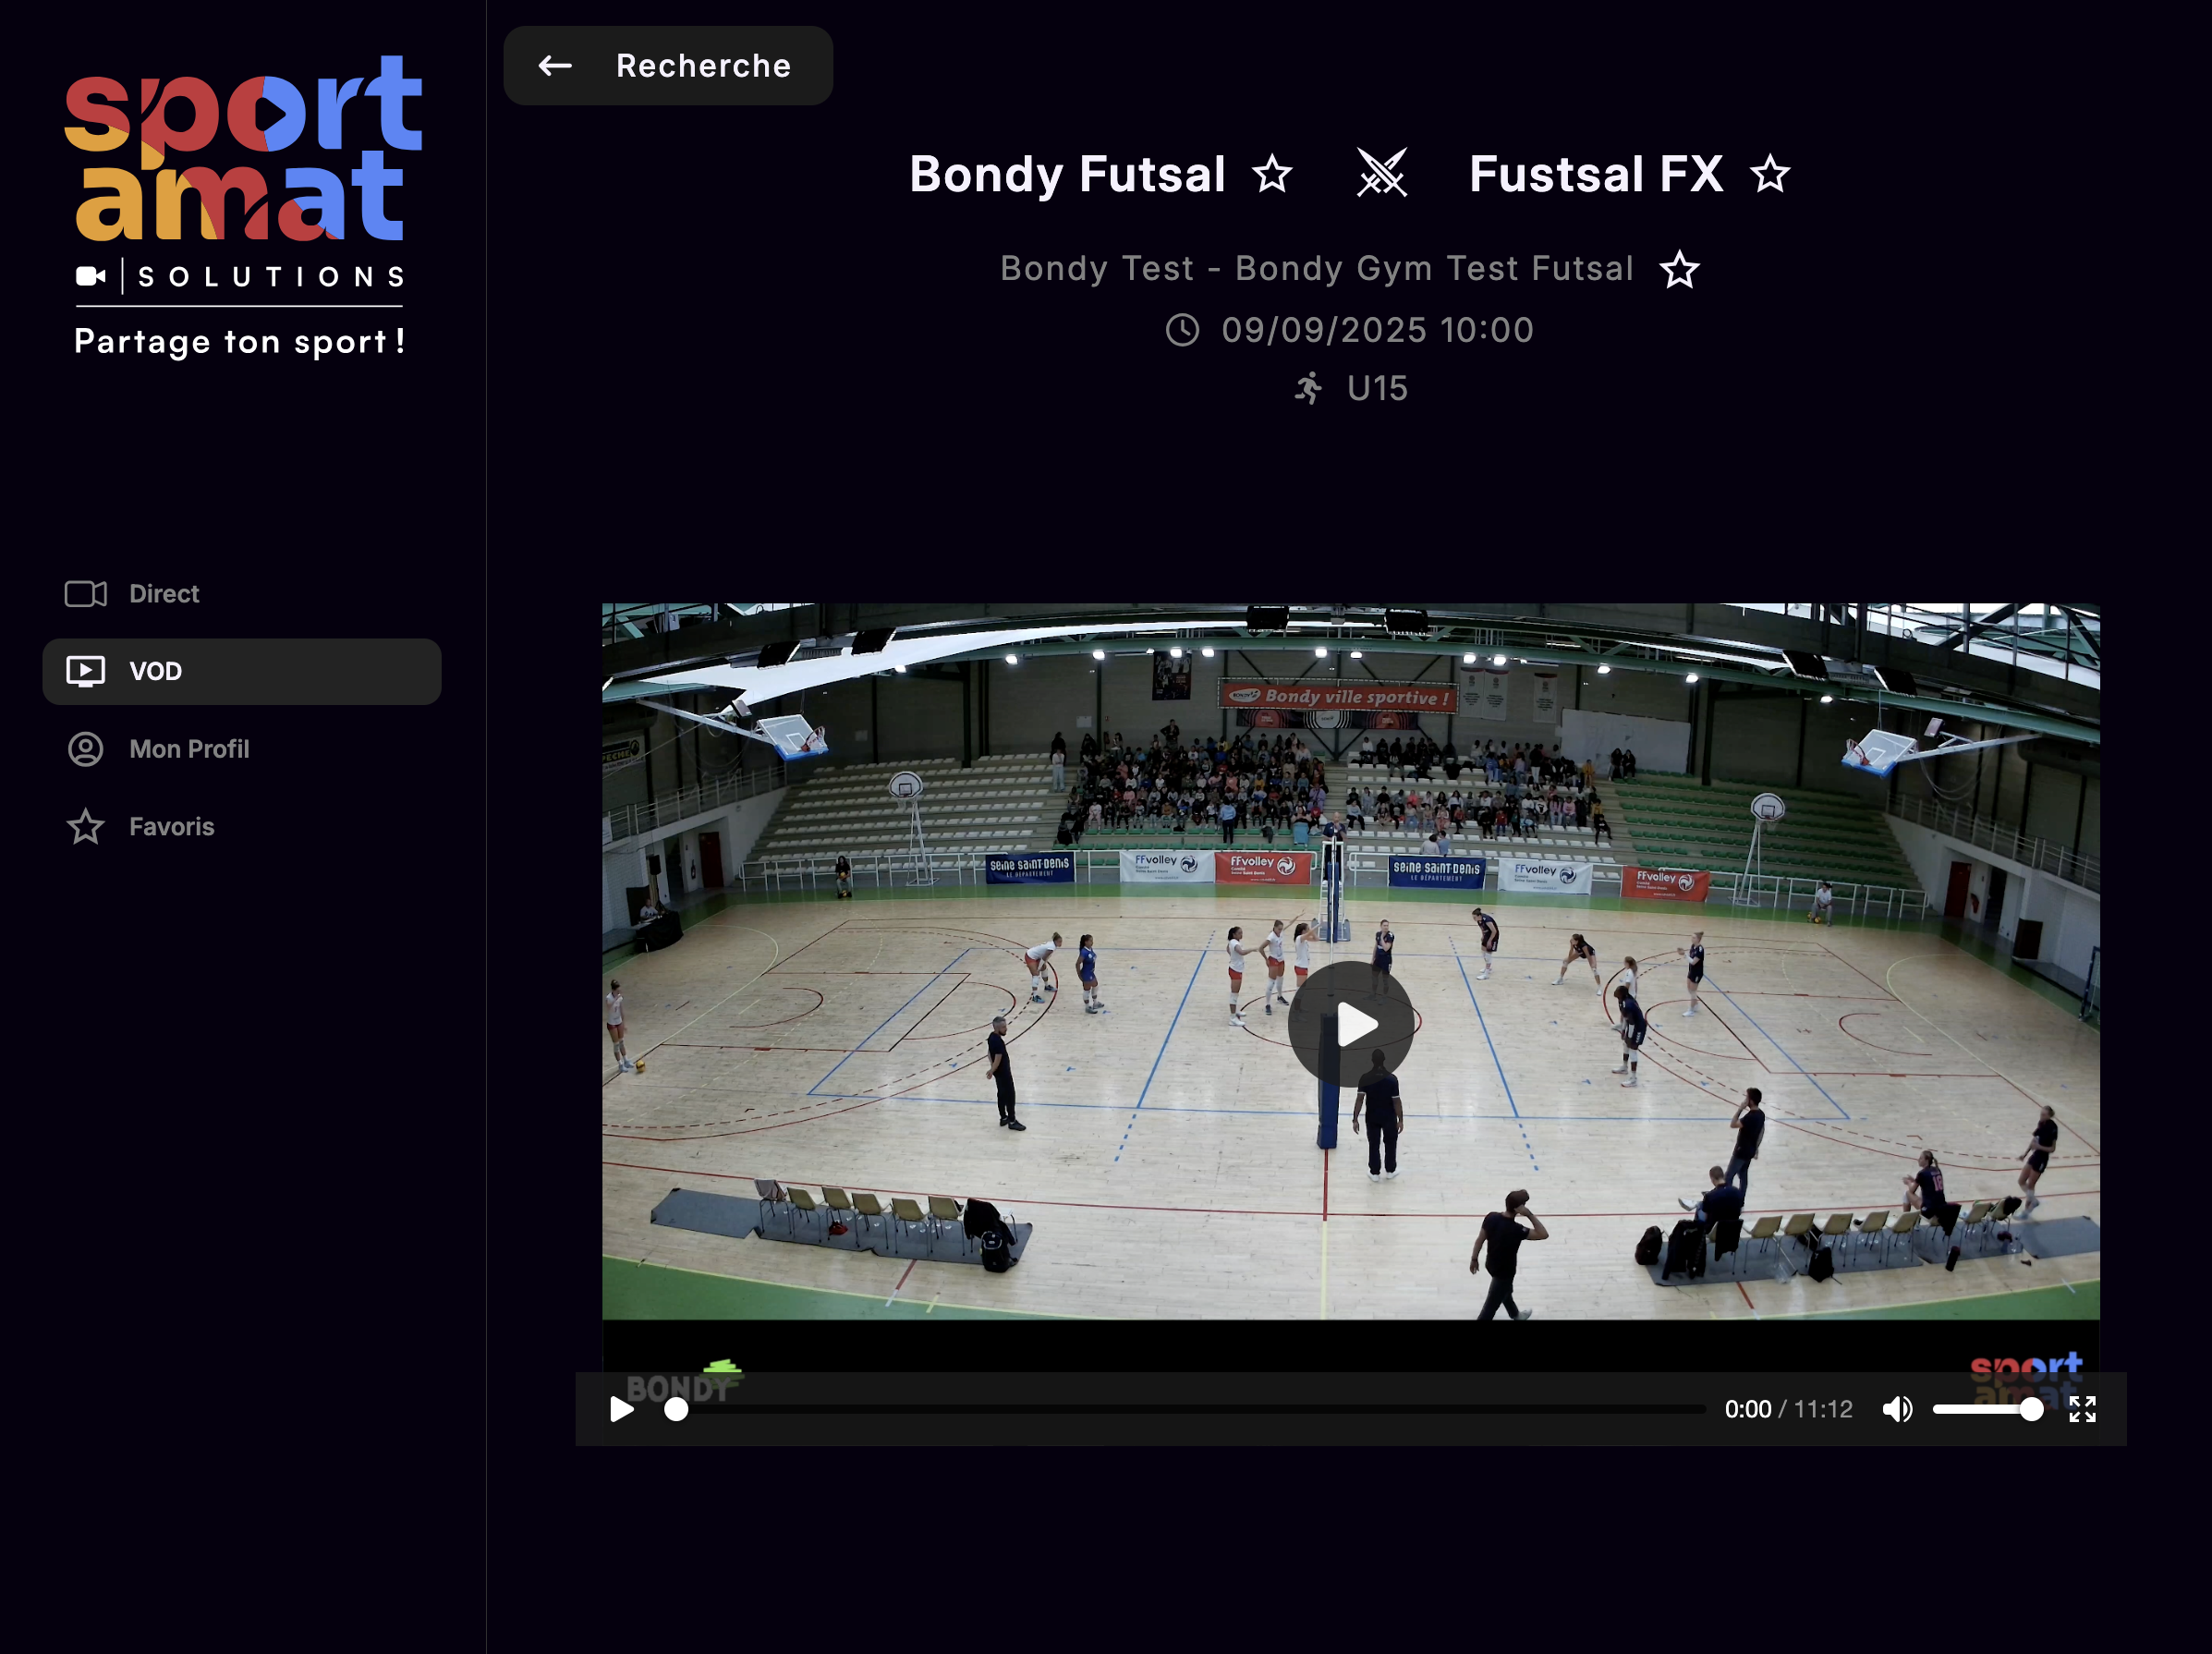 sport
amat
SOLUTIONS
Partage ton sport !
Direct
VOD
Mon Profil
Favoris
Recherche
Bondy Futsal
Fustsal FX
Bondy Test - Bondy Gym Test Futsal
09/09/2025 10:00
U15
BONDY Bondy ville sportive !
seine saint-denis
LE DÉPARTEMENT
FFvolley
FFvolley
seine saint-denis
LE DÉPARTEMENT
FFvolley
FFvolley
BONDY
sport
amat
0:00 / 11:12